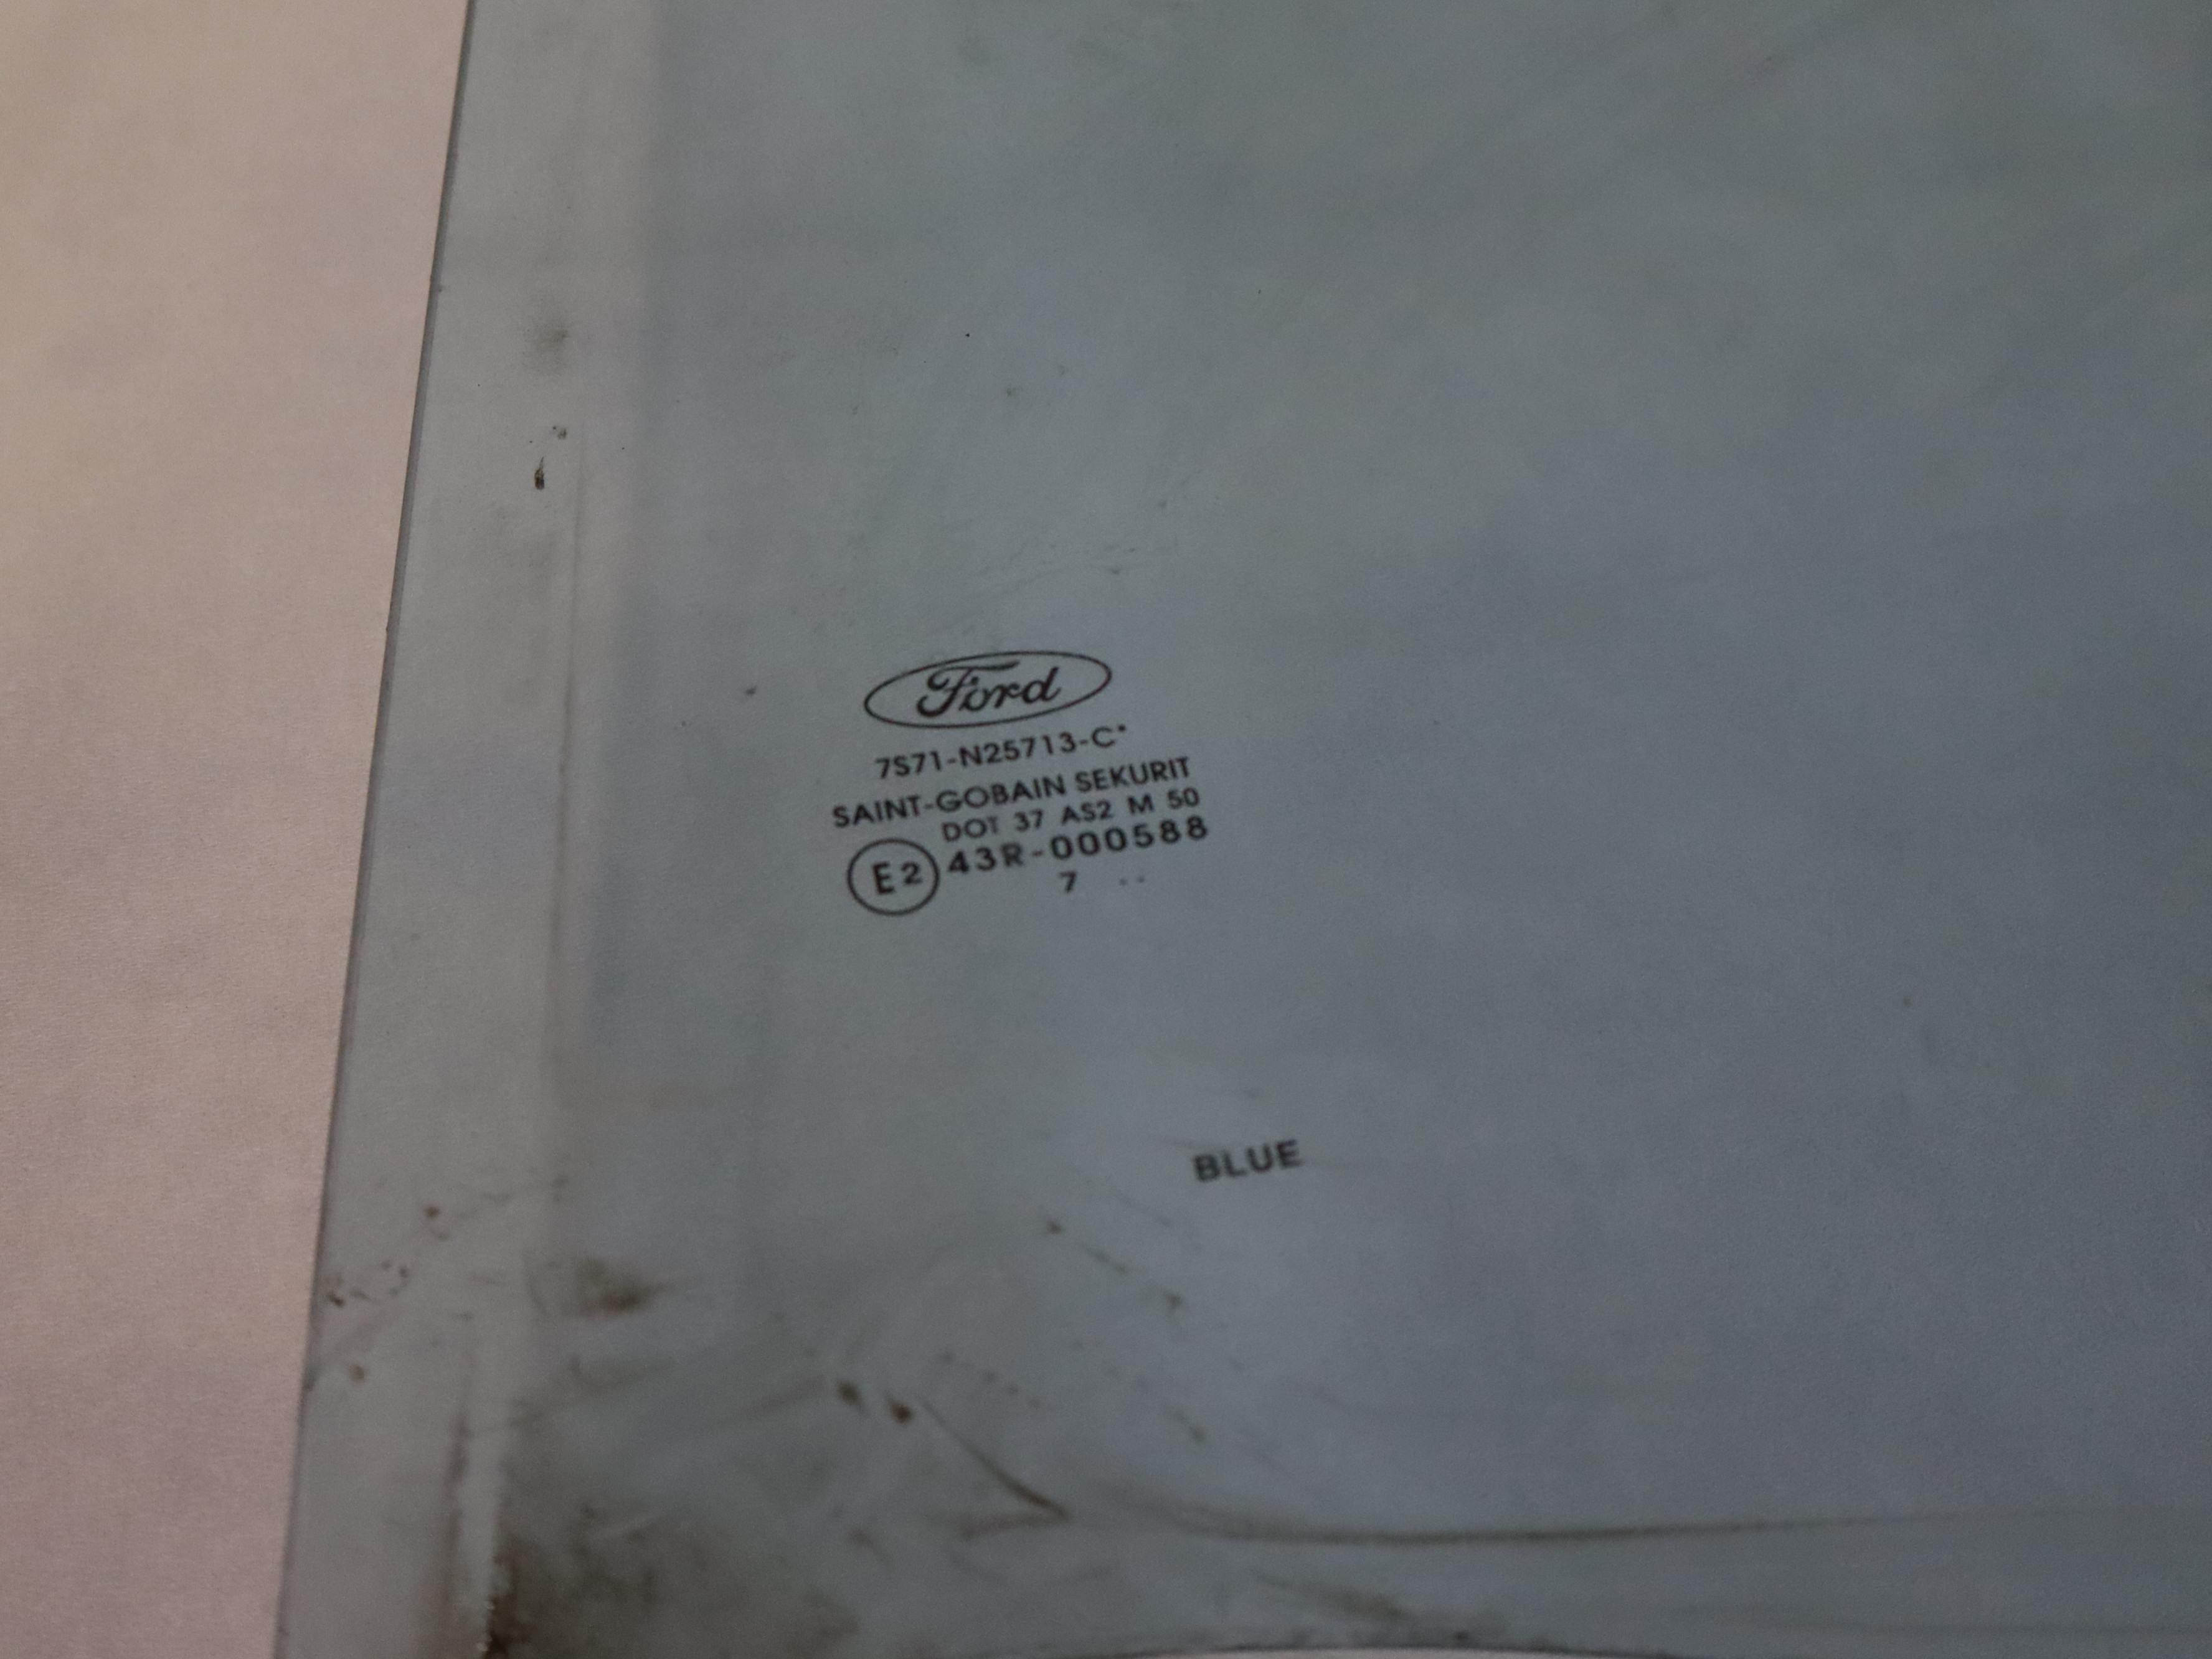 Ford
7S71-N25713-C*
SAINT-GOBAIN SEKURIT
DOT 37 AS2 M 50
E2 43R-000588
7 ..
BLUE